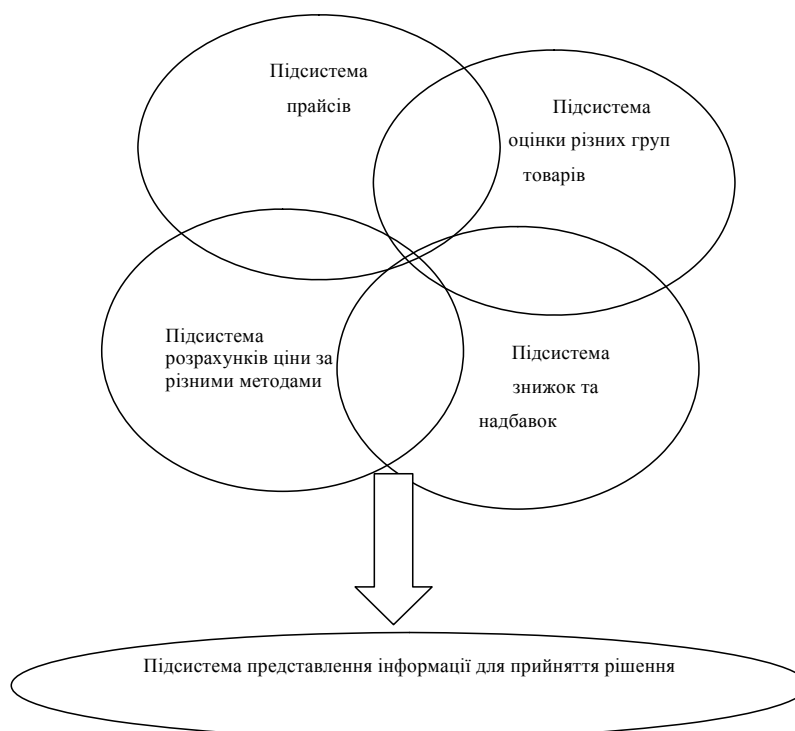 Підсистема
прайсів
Підсистема
оцінки різних груп
товарів
Підсистема
розрахунків ціни за
різними методами
Підсистема
знижок та
надбавок
Підсистема представлення інформації для прийняття рішення